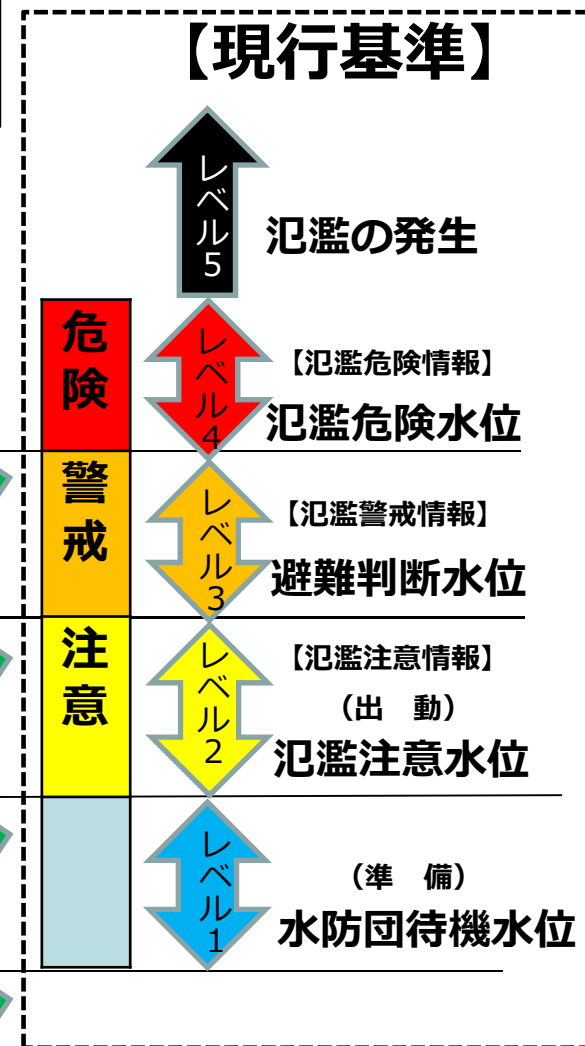 【現行基準】
レベル5
氾濫の発生
危険
レベル4
【氾濫危険情報】
氾濫危険水位
警戒
レベル3
【氾濫警戒情報】
避難判断水位
注意
レベル2
【氾濫注意情報】
（出　動）
氾濫注意水位
レベル1
（準　備）
水防団待機水位